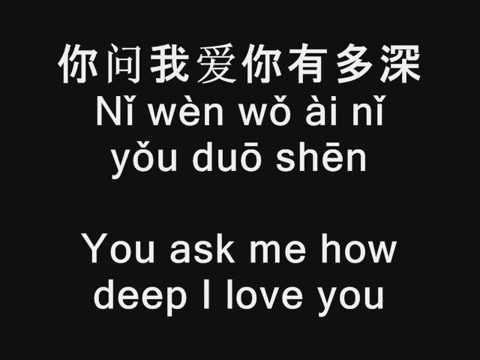 你问我爱你有多深
Nǐ wèn wǒ ài nǐ
yǒu duō shēn
You ask me how
deep I love you